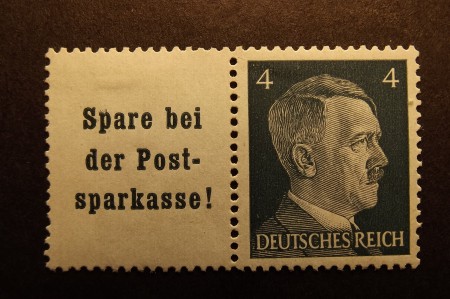 Spare bei
der Post-
sparkasse!
4 4
DEUTSCHES REICH